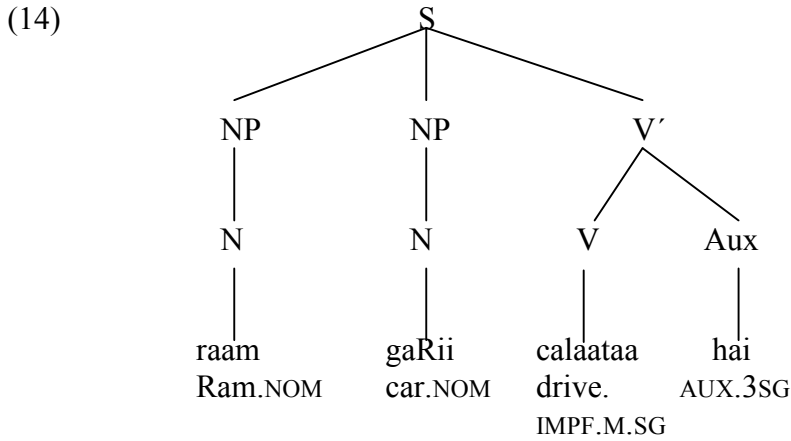 (14) S
NP NP V´
N N V Aux
raam gaRii calaataa hai
Ram.NOM car.NOM drive. AUX.3SG
IMPF.M.SG